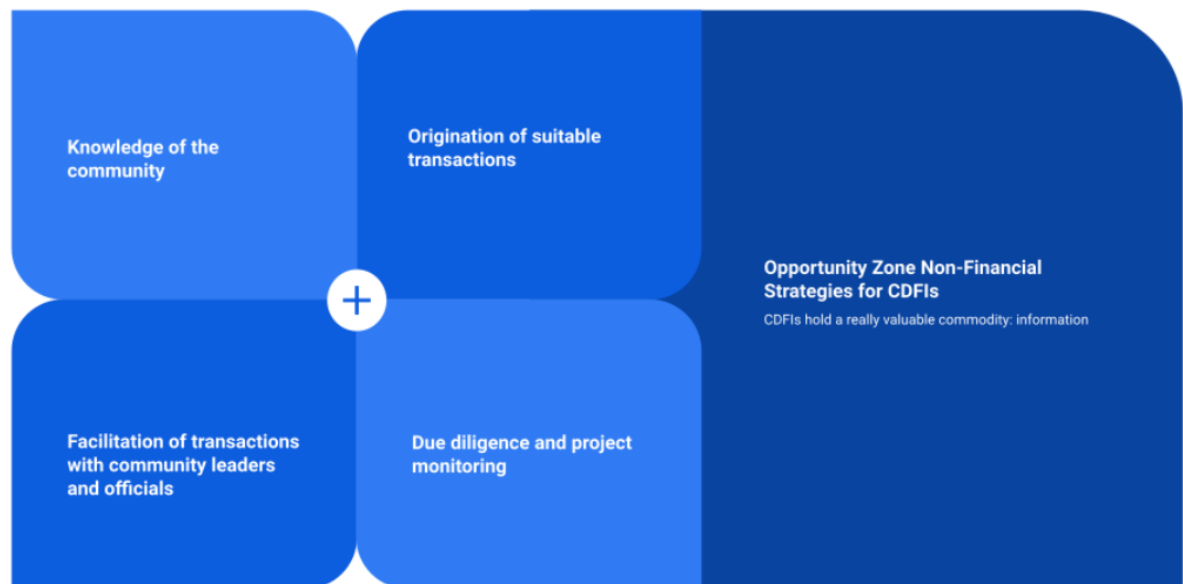 Knowledge of the
community
Origination of suitable
transactions
Facilitation of transactions
with community leaders
and officials
Due diligence and project
monitoring
Opportunity Zone Non-Financial
Strategies for CDFIs
CDFIs hold a really valuable commodity: information